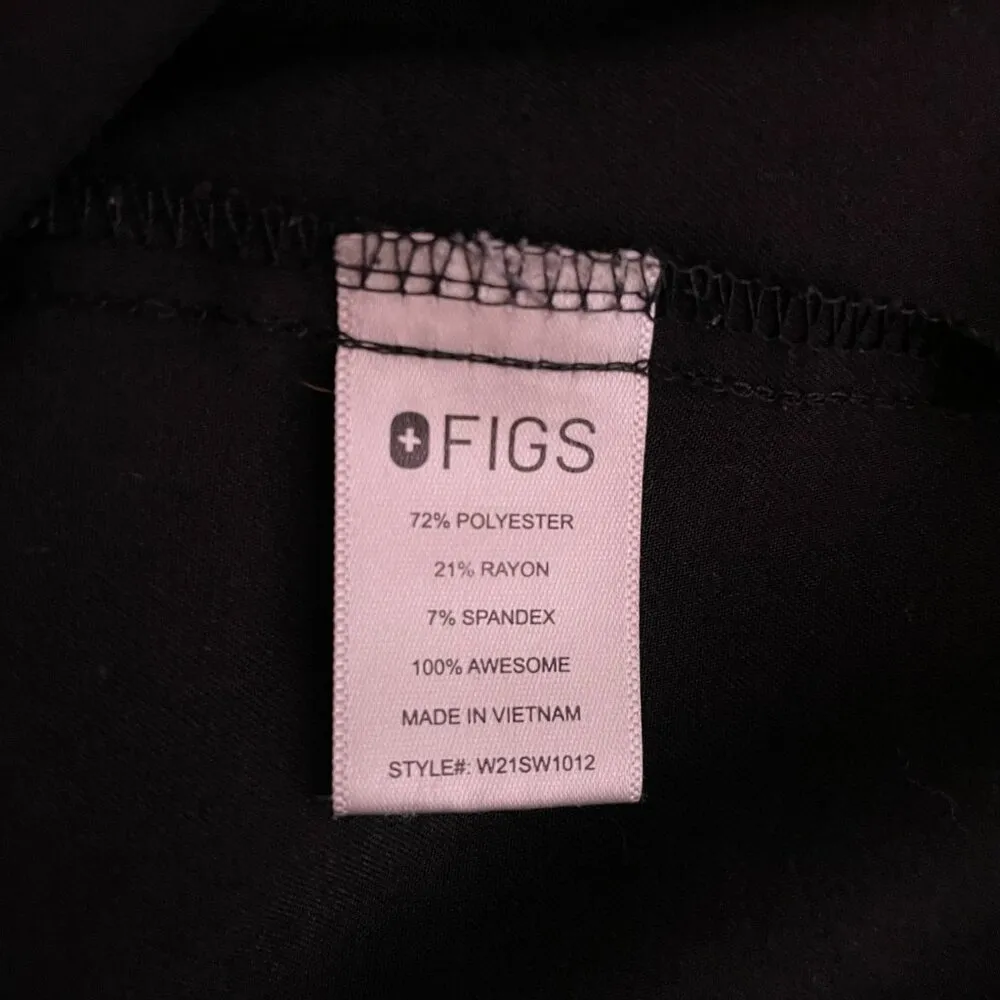 FIGS
72% POLYESTER
21% RAYON
7% SPANDEX
100% AWESOME
MADE IN VIETNAM
STYLE#: W21SW1012